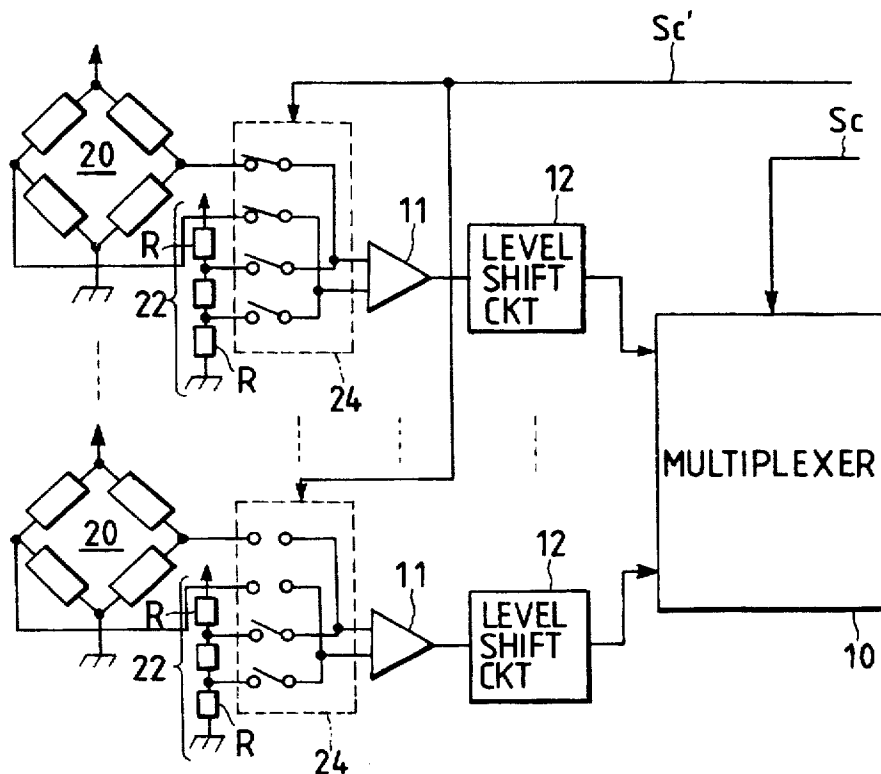 Sc'
Sc
20
11
12
LEVEL
SHIFT
CKT
R
22
R
24
MULTIPLEXER
20
11
12
LEVEL
SHIFT
CKT
R
22
R
24
10